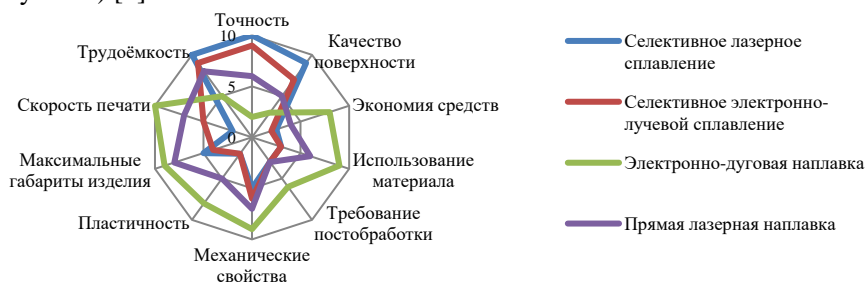 Точность
10
Качество
поверхности
Трудоёмкость
5
Скорость печати
Экономия средств
0
Максимальные
габариты изделия
Использование
материала
Пластичность
Требование
постобработки
Механические
свойства
Селективное лазерное
сплавление
Селективное электронно-
лучевой сплавление
Электронно-дуговая наплавка
Прямая лазерная наплавка